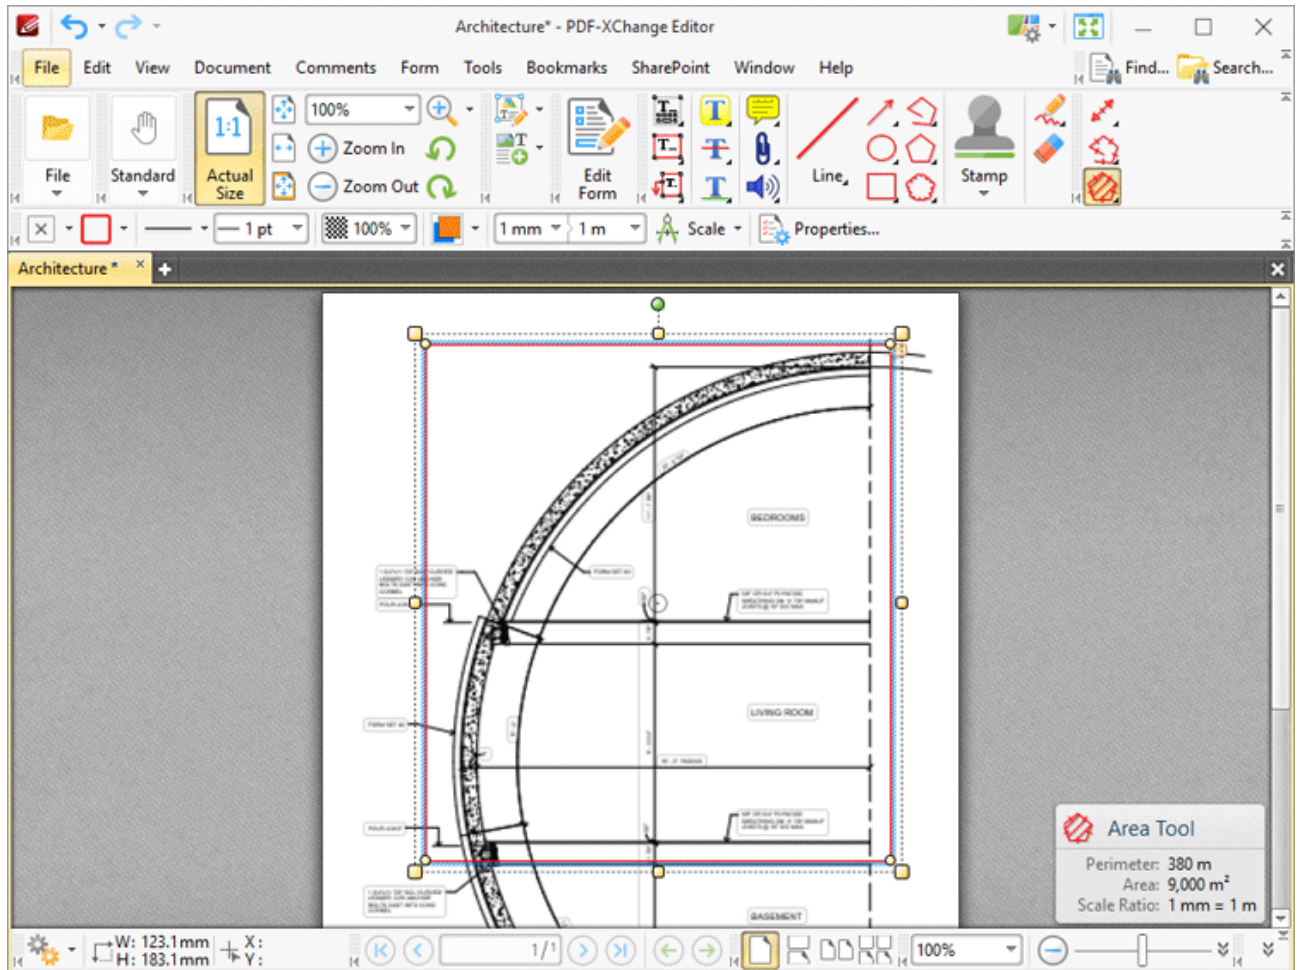 Architecture* - PDF-XChange Editor
File Edit View Document Comments Form Tools Bookmarks SharePoint Window Help Find... Search...
File
Standard
1:1
Actual Size
100%
Zoom In
Zoom Out
Edit Form
Line
Stamp
1 pt 100% 1 mm 1 m Scale Properties...
Architecture *
BEDROOMS
LIVING ROOM
BASEMENT
Area Tool
Perimeter: 380 m
Area: 9,000 m²
Scale Ratio: 1 mm = 1 m
W: 123.1mm X:
H: 183.1mm Y:
1/1
100%